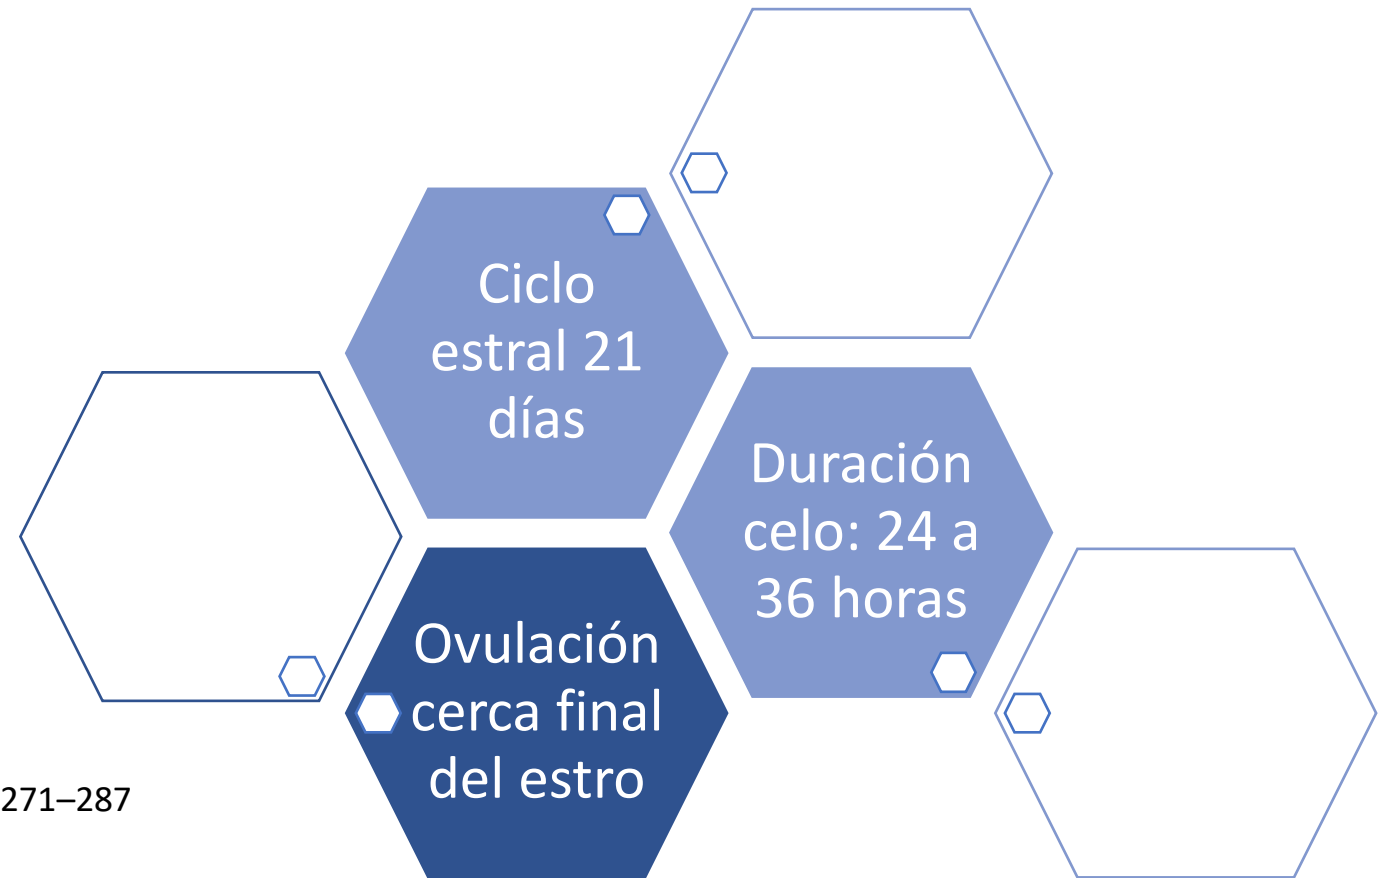 Ciclo
estral 21
días
Duración
celo: 24 a
36 horas
Ovulación
cerca final
del estro
271–287